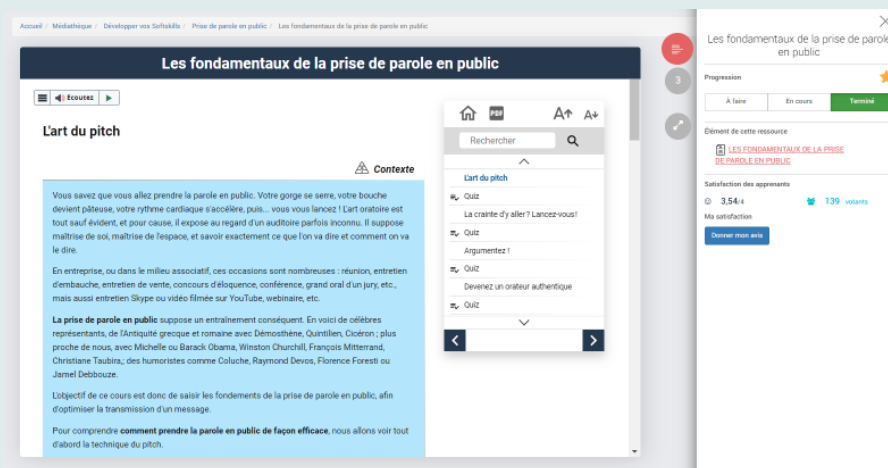 Accueil / Médiathèque / Développer vos Softskills / Prise de parole en public / Les fondamentaux de la prise de parole en public
Les fondamentaux de la prise de parole en public
Ecoutez
L'art du pitch
Contexte
Vous savez que vous allez prendre la parole en public. Votre gorge se serre, votre bouche
devient pâteuse, votre rythme cardiaque s'accélère, puis... vous vous lancez ! L'art oratoire est
tout sauf évident, et pour cause, il expose au regard d'un auditoire parfois inconnu. Il suppose
maîtrise de soi, maîtrise de l'espace, et savoir exactement ce que l'on va dire et comment on va
le dire.
En entreprise, ou dans le milieu associatif, ces occasions sont nombreuses : réunion, entretien
d'embauche, entretien de vente, concours d'éloquence, conférence, grand oral d'un jury, etc.,
mais aussi entretien Skype ou vidéo filmée sur YouTube, webinaire, etc.
La prise de parole en public suppose un entraînement conséquent. En voici de célèbres
représentants, de l'Antiquité grecque et romaine avec Démosthène, Quintilien, Cicéron ; plus
proche de nous, avec Michelle ou Barack Obama, Winston Churchill, François Mitterrand,
Christiane Taubira,; des humoristes comme Coluche, Raymond Devos, Florence Foresti ou
Jamel Debbouze.
L'objectif de ce cours est donc de saisir les fondements de la prise de parole en public, afin
d'optimiser la transmission d'un message.
Pour comprendre comment prendre la parole en public de façon efficace, nous allons voir tout
d'abord la technique du pitch.
PDF
A A
Rechercher
L'art du pitch
Quiz
La crainte d'y aller ? Lancez-vous!
Quiz
Argumentez !
Quiz
Devenez un orateur authentique
Quiz
3
Les fondamentaux de la prise de parole
en public
Progression
À faire
En cours
Terminé
Élément de cette ressource
LES FONDAMENTAUX DE LA PRISE
DE PAROLE EN PUBLIC
Satisfaction des apprenants
3,54/4
139 votants
Ma satisfaction
Donner mon avis